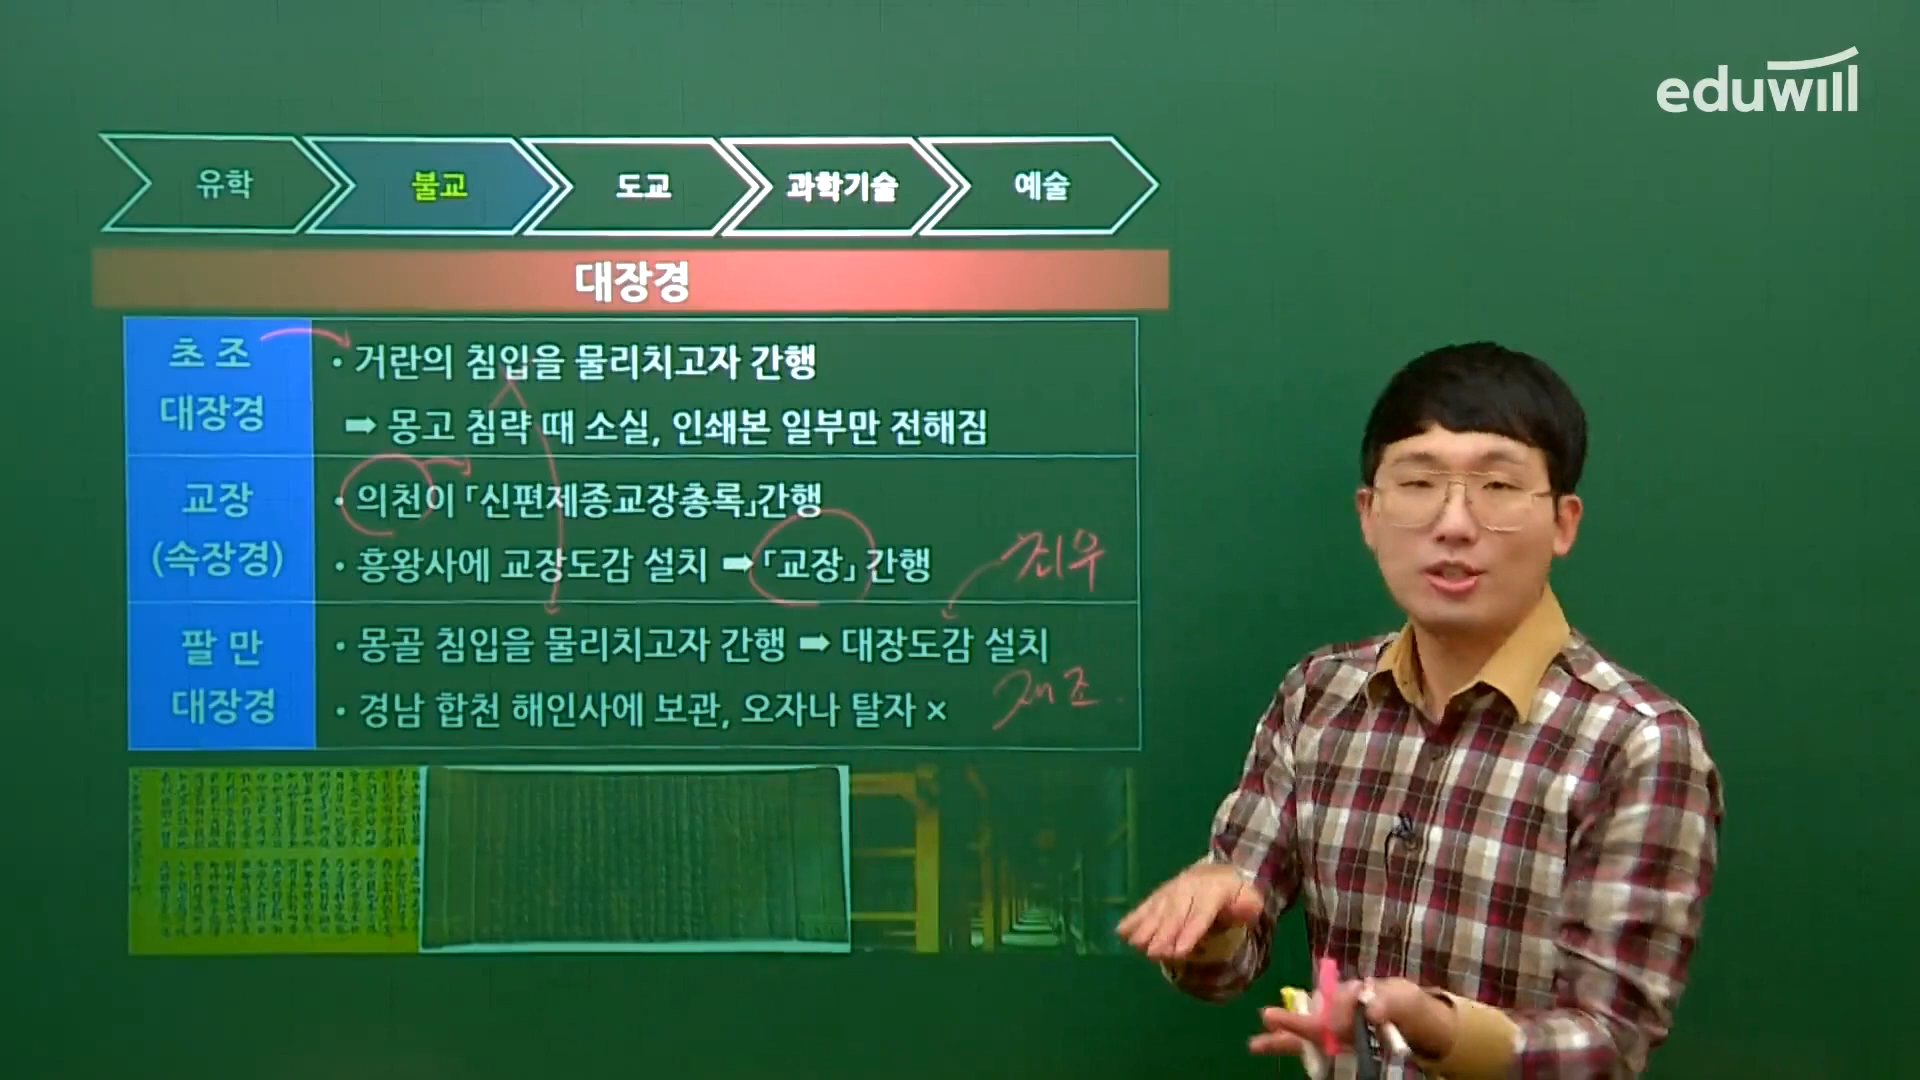 eduwill
유학 불교 도교 과학기술 예술
대장경
초 조
대장경
• 거란의 침입을 물리치고자 간행
➡ 몽고 침략 때 소실, 인쇄본 일부만 전해짐
교장
(속장경)
• 의천이 「신편제종교장총록」간행
• 흥왕사에 교장도감 설치 ➡ 「교장」 간행
최우
팔 만
대장경
• 몽골 침입을 물리치고자 간행 ➡ 대장도감 설치
• 경남 합천 해인사에 보관, 오자나 탈자 ×
재조